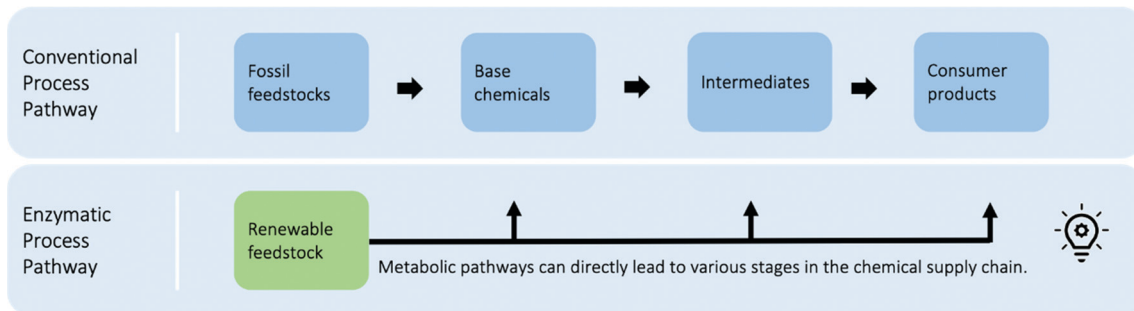 Conventional
Process
Pathway
Fossil
feedstocks
Base
chemicals
Intermediates
Consumer
products
Enzymatic
Process
Pathway
Renewable
feedstock
Metabolic pathways can directly lead to various stages in the chemical supply chain.